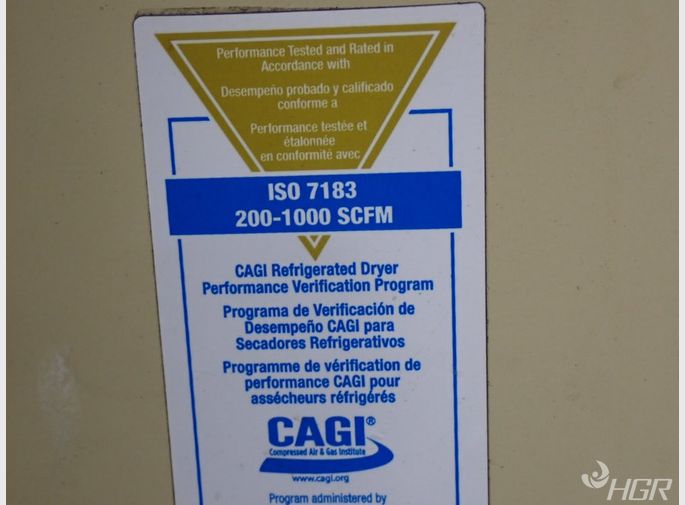 Performance Tested and Rated in
Accordance with
Desempeño probado y calificado
conforme a
Performance testée et
étalonnée
en conformité avec
ISO 7183
200-1000 SCFM
CAGI Refrigerated Dryer
Performance Verification Program
Programa de Verificación de
Desempeño CAGI para
Secadores Refrigerativos
Programme de vérification de
performance CAGI pour
assécheurs réfrigérés
CAGI®
Compressed Air & Gas Institute
www.cagi.org
Program administered by
HGR